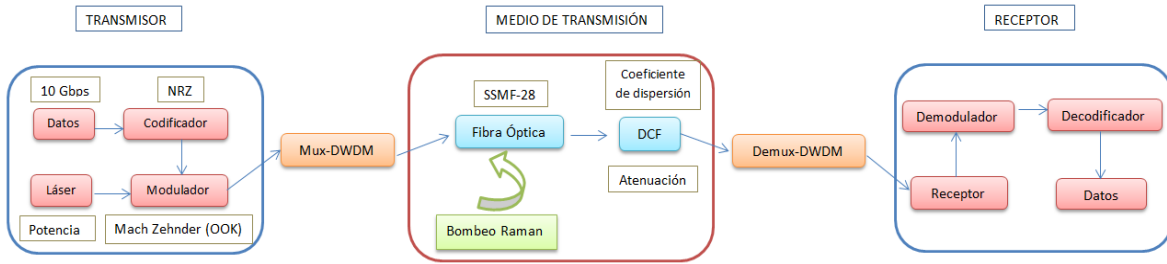 TRANSMISOR
10 Gbps
NRZ
Datos
Codificador
Láser
Modulador
Potencia
Mach Zehnder (OOK)
Mux-DWDM
MEDIO DE TRANSMISIÓN
SSMF-28
Coeficiente
de dispersión
Fibra Óptica
DCF
Atenuación
Bombeo Raman
Demux-DWDM
RECEPTOR
Demodulador
Decodificador
Receptor
Datos